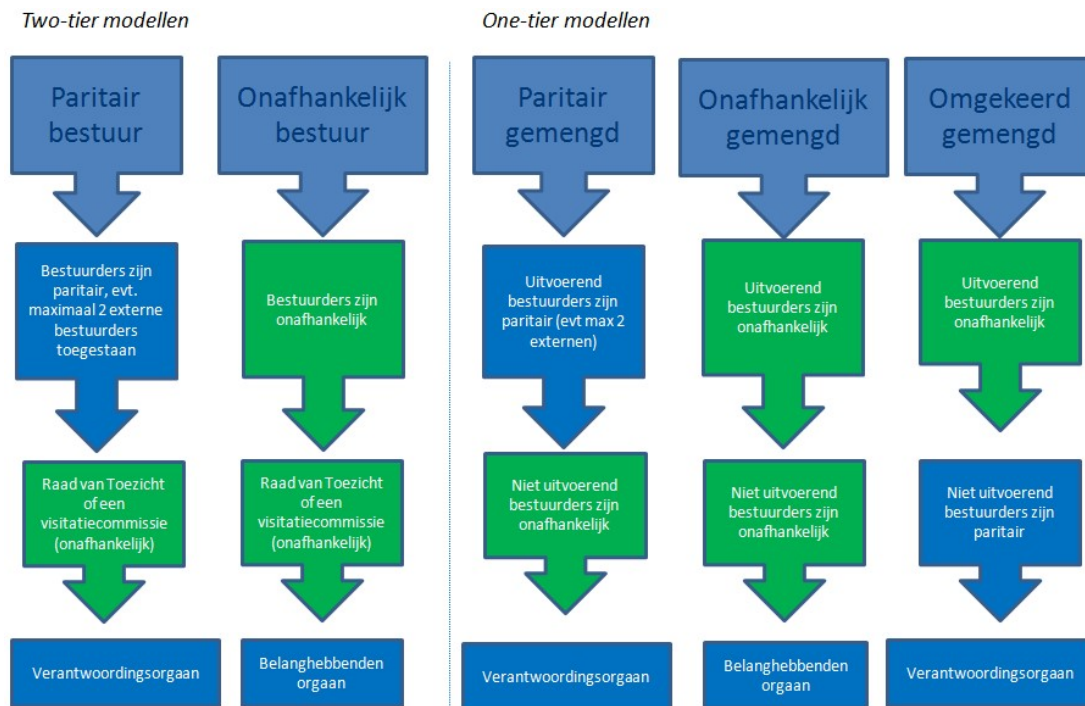 Two-tier modellen
One-tier modellen
Paritair
bestuur
Onafhankelijk
bestuur
Paritair
gemengd
Onafhankelijk
gemengd
Omgekeerd
gemengd
Bestuurders zijn
paritair, evt.
maximaal 2 externe
bestuurders
toegestaan
Bestuurders zijn
onafhankelijk
Uitvoerend
bestuurders zijn
paritair (evt max 2
externen)
Uitvoerend
bestuurders zijn
onafhankelijk
Uitvoerend
bestuurders zijn
onafhankelijk
Raad van Toezicht
of een
visitatiecommissie
(onafhankelijk)
Raad van Toezicht
of een
visitatiecommissie
(onafhankelijk)
Niet uitvoerend
bestuurders zijn
onafhankelijk
Niet uitvoerend
bestuurders zijn
onafhankelijk
Niet uitvoerend
bestuurders zijn
paritair
Verantwoordingsorgaan
Belanghebbenden
orgaan
Verantwoordingsorgaan
Belanghebbenden
orgaan
Verantwoordingsorgaan